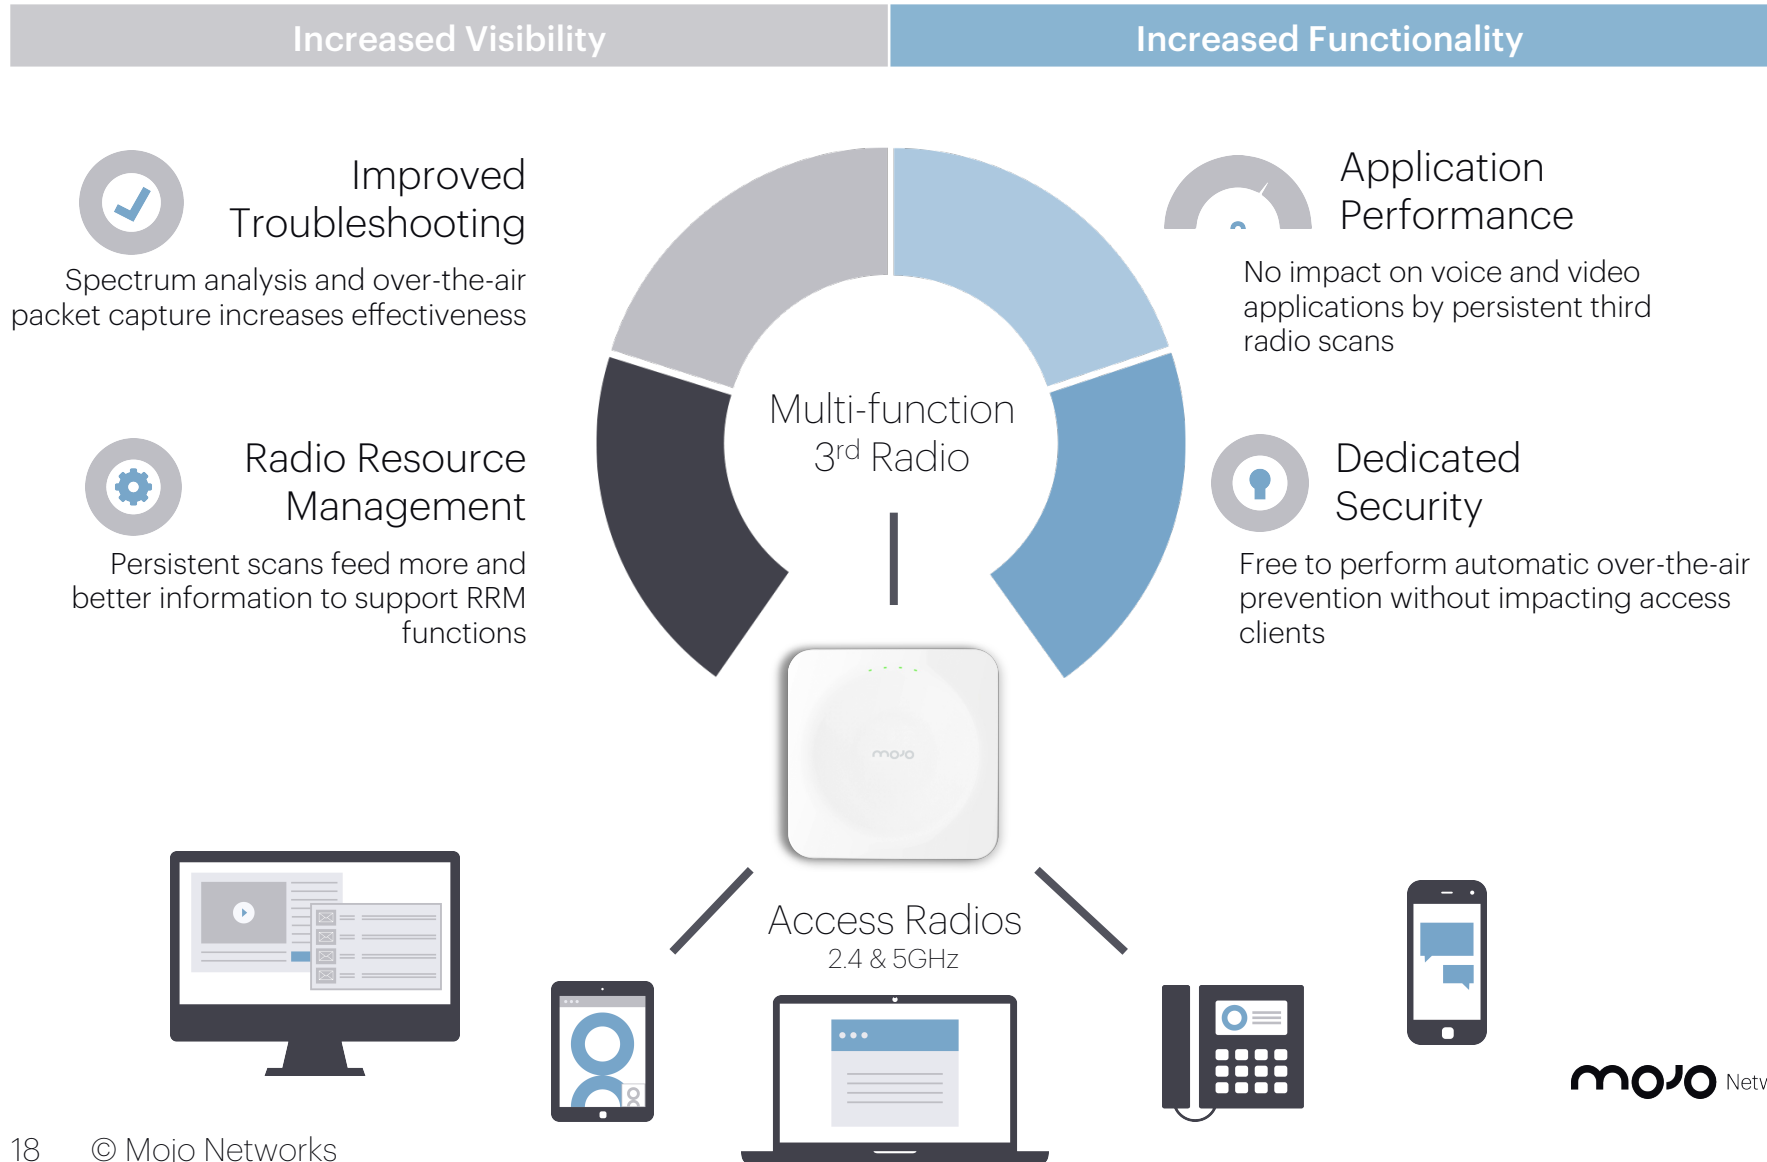 Increased Visibility
Increased Functionality
Improved
Troubleshooting
Spectrum analysis and over-the-air
packet capture increases effectiveness
Radio Resource
Management
Persistent scans feed more and
better information to support RRM
functions
Multi-function
3rd Radio
Application
Performance
No impact on voice and video
applications by persistent third
radio scans
Dedicated
Security
Free to perform automatic over-the-air
prevention without impacting access
clients
mojo
Access Radios
2.4 & 5GHz
mojo Netw
18 © Mojo Networks